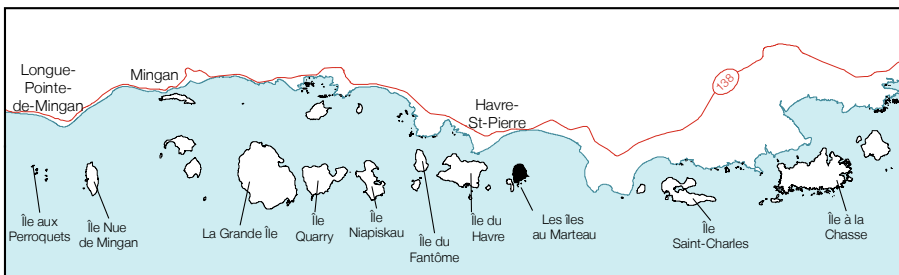 Longue-
Pointe-
de-Mingan
Mingan
Havre-
St-Pierre
138
Île aux
Perroquets
Île Nue
de Mingan
La Grande Île
Île
Quarry
Île
Niapiskau
Île du
Fantôme
Île du
Havre
Les îles
au Marteau
Île
Saint-Charles
Île à la
Chasse